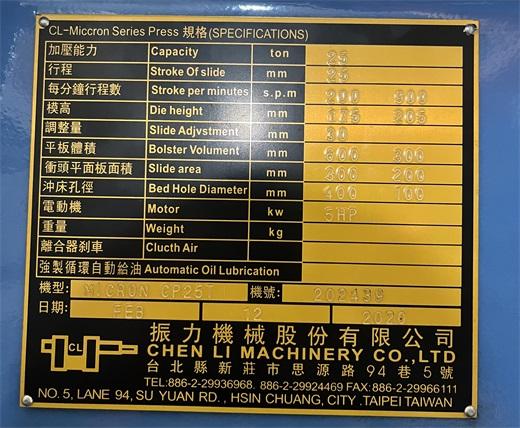 CL-Miccron Series Press 規格(SPECIFICATIONS)
加壓能力 Capacity ton 25
行程 Stroke Of slide mm 25
每分鐘行程數 Stroke per minutes s.p.m 200 900
模高 Die height mm 175 205
調整量 Slide Adjvstment mm 30
平板體積 Bolster Volument mm 600 300
衝頭平面板面積 Slide area mm 300 200
沖床孔徑 Bed Hole Diameter mm 400 100
電動機 Motor kw 5HP
重量 Weight kg
離合器刹車 Clucth Air
強製循環自動給油 Automatic Oil Lubrication
機型: MICRON CP25T 機號:
日期: FEB 12 2020
CL
振力機械股份有限公司
CHEN LI MACHINERY CO.,LTD
台北縣新莊市思源路94巷5號
TEL:886-2-29936968. 886-2-29924469 FAX:886-2-29966111
NO. 5, LANE 94, SU YUAN RD. , HSIN CHUANG, CITY .TAIPEI TAIWAN